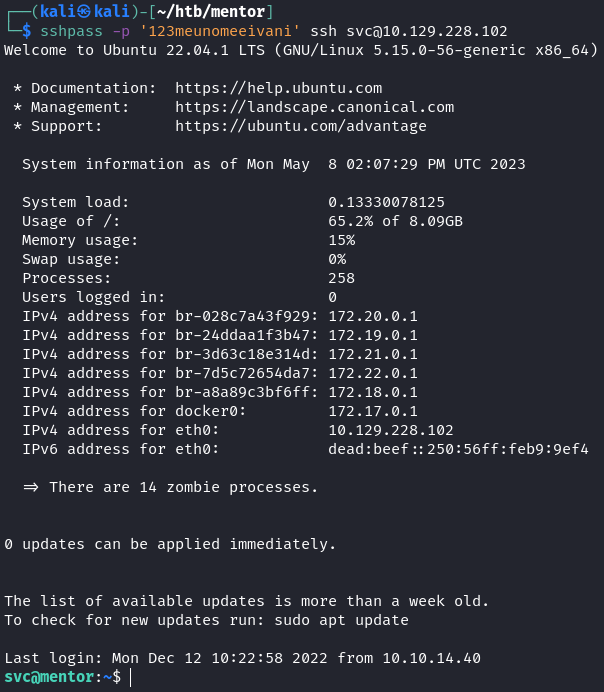 ┌──(kali㉿kali)-[~/htb/mentor]
└─$ sshpass -p '123meunomeeivani' ssh svc@10.129.228.102
Welcome to Ubuntu 22.04.1 LTS (GNU/Linux 5.15.0-56-generic x86_64)
* Documentation:  https://help.ubuntu.com
* Management:     https://landscape.canonical.com
* Support:        https://ubuntu.com/advantage
System information as of Mon May  8 02:07:29 PM UTC 2023
System load:                      0.13330078125
Usage of /:                       65.2% of 8.09GB
Memory usage:                     15%
Swap usage:                       0%
Processes:                        258
Users logged in:                  0
IPv4 address for br-028c7a43f929: 172.20.0.1
IPv4 address for br-24ddaa1f3b47: 172.19.0.1
IPv4 address for br-3d63c18e314d: 172.21.0.1
IPv4 address for br-7d5c72654da7: 172.22.0.1
IPv4 address for br-a8a89c3bf6ff: 172.18.0.1
IPv4 address for docker0:         172.17.0.1
IPv4 address for eth0:            10.129.228.102
IPv6 address for eth0:            dead:beef::250:56ff:feb9:9ef4
=> There are 14 zombie processes.
0 updates can be applied immediately.
The list of available updates is more than a week old.
To check for new updates run: sudo apt update
Last login: Mon Dec 12 10:22:58 2022 from 10.10.14.40
svc@mentor:~$